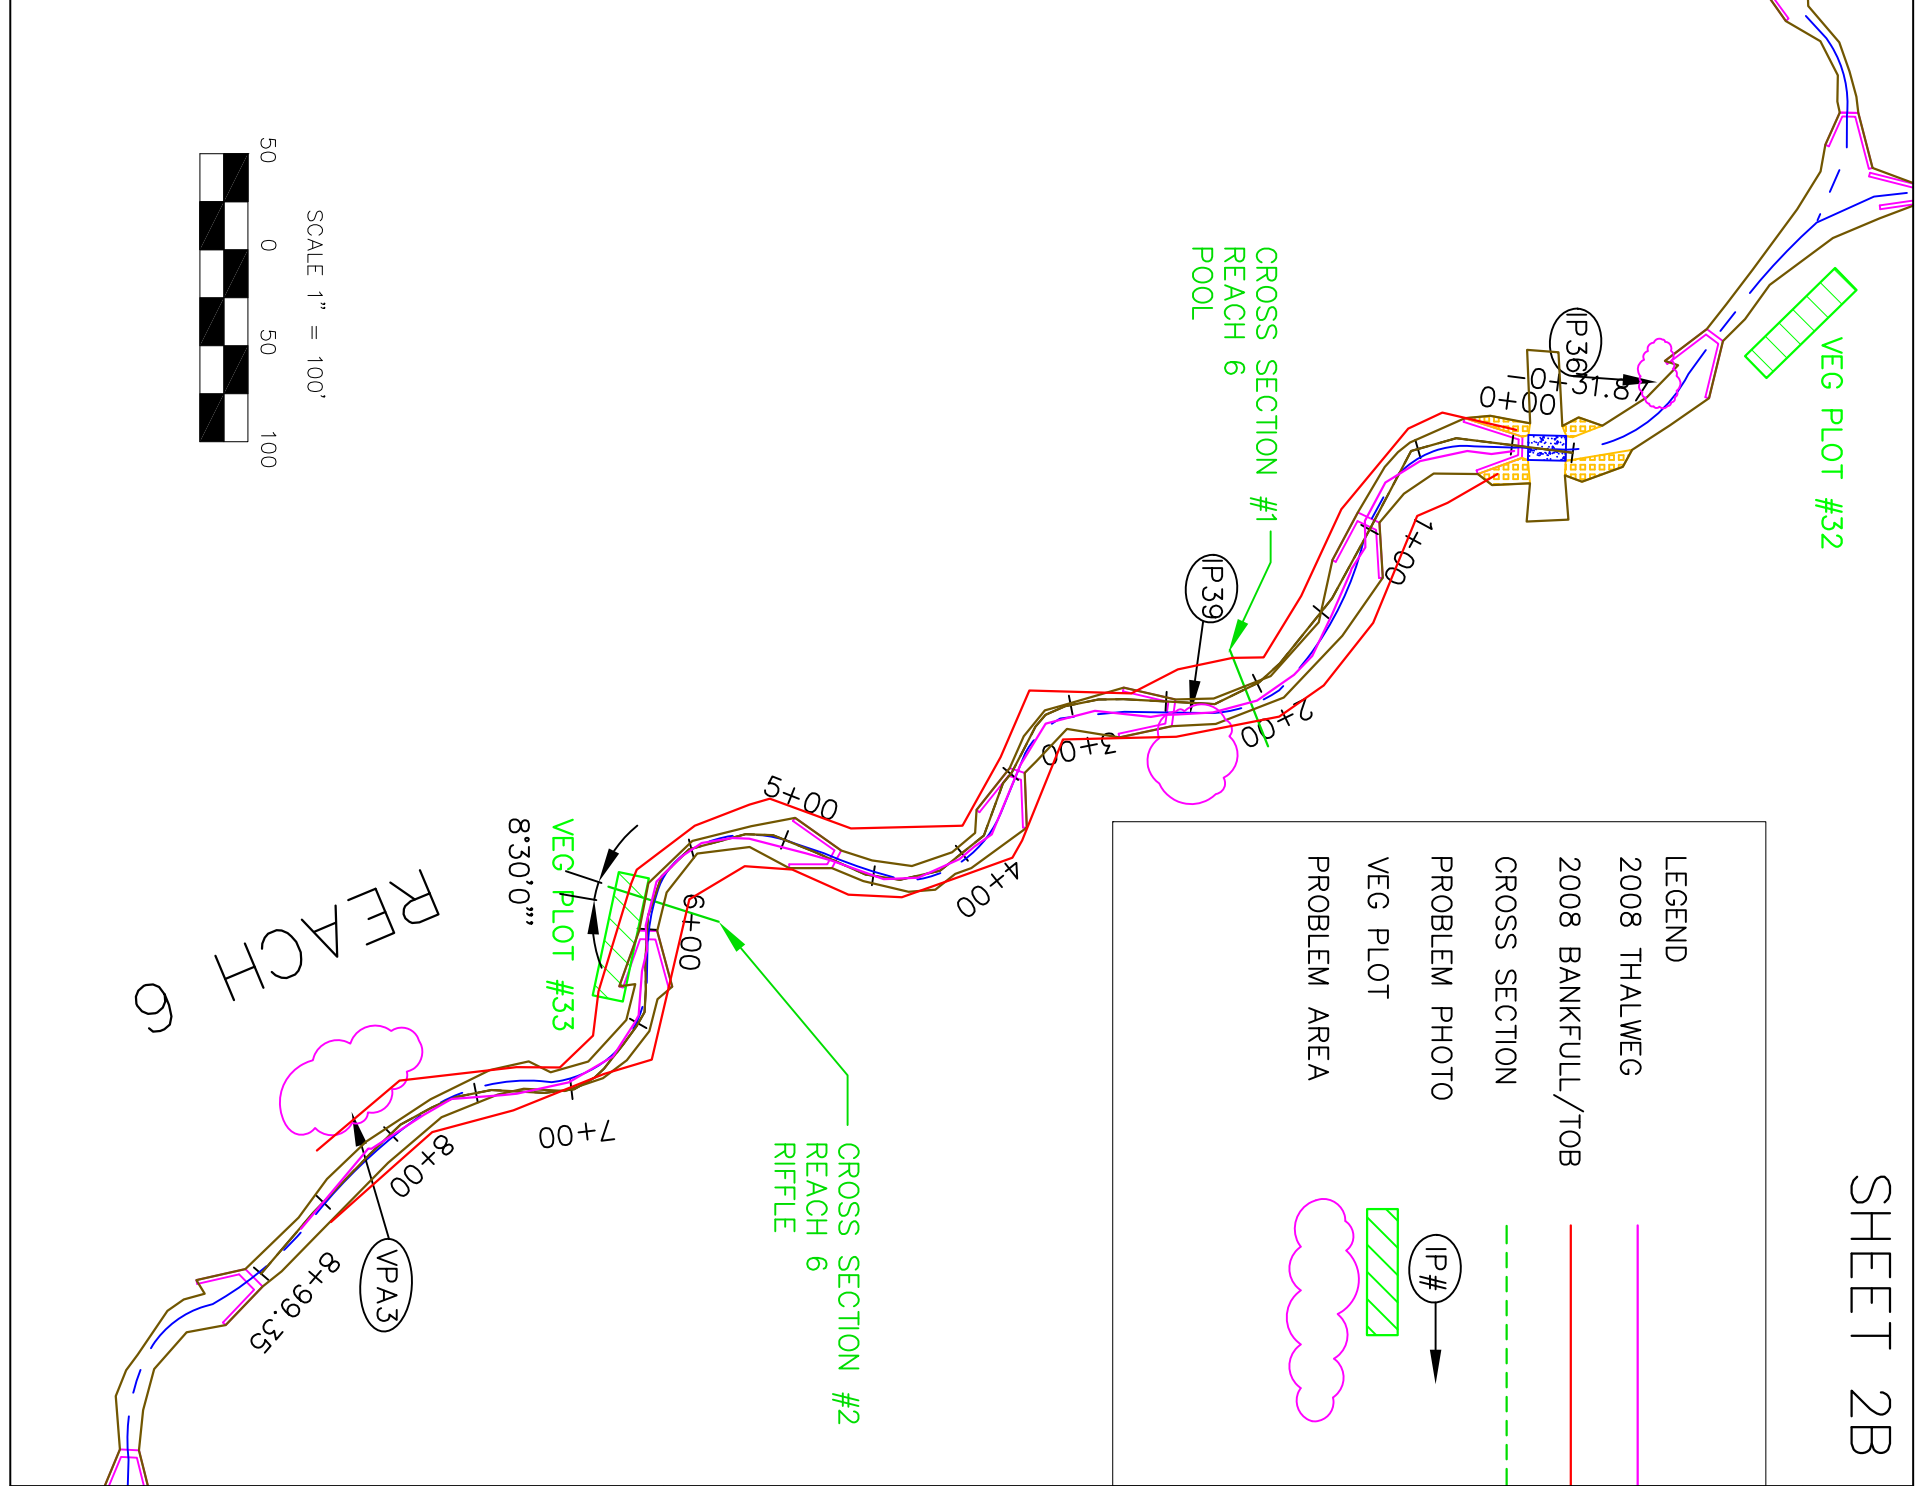 SHEET 2B
LEGEND
2008 THALWEG
2008 BANKFULL/TOB
CROSS SECTION
PROBLEM PHOTO
IP#
VEG PLOT
PROBLEM AREA
VEG PLOT #32
IP36
-0+31.87
0+00
CROSS SECTION #1
REACH 6
POOL
1+00
IP39
2+00
3+00
4+00
5+00
6+00
VEG PLOT #33
8°30'0""
CROSS SECTION #2
REACH 6
RIFFLE
7+00
8+00
VPA3
8+99.35
REACH 6
SCALE 1" = 100'
50 0 50 100